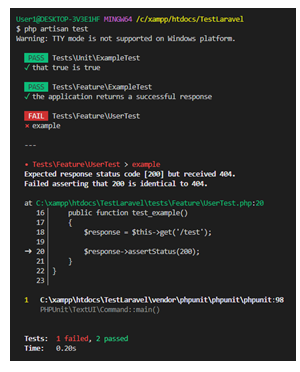 User1@DESKTOP-3V3E1HF MINGW64 /c/xampp/htdocs/TestLaravel
$ php artisan test
Warning: TTY mode is not supported on Windows platform.
PASS Tests\Unit\ExampleTest
✓ that true is true
PASS Tests\Feature\ExampleTest
✓ the application returns a successful response
FAIL Tests\Feature\UserTest
✕ example
---
• Tests\Feature\UserTest > example
Expected response status code [200] but received 404.
Failed asserting that 200 is identical to 404.
at C:\xampp\htdocs\TestLaravel\tests\Feature\UserTest.php:20
16| public function test_example()
17| {
18| $response = $this->get('/test');
19|
➜ 20| $response->assertStatus(200);
21| }
22| }
23|
1 C:\xampp\htdocs\TestLaravel\vendor\phpunit\phpunit\phpunit:98
PHPUnit\TextUI\Command::main()
Tests: 1 failed, 2 passed
Time: 0.20s